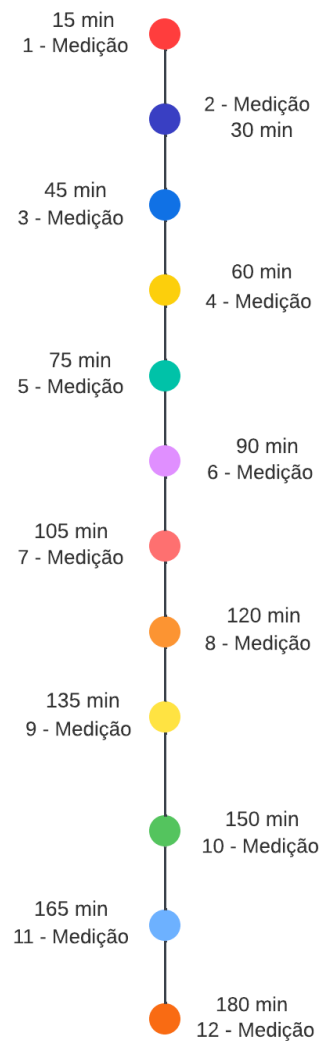 15 min
1 - Medição
2 - Medição
30 min
45 min
3 - Medição
60 min
4 - Medição
75 min
5 - Medição
90 min
6 - Medição
105 min
7 - Medição
120 min
8 - Medição
135 min
9 - Medição
150 min
10 - Medição
165 min
11 - Medição
180 min
12 - Medição